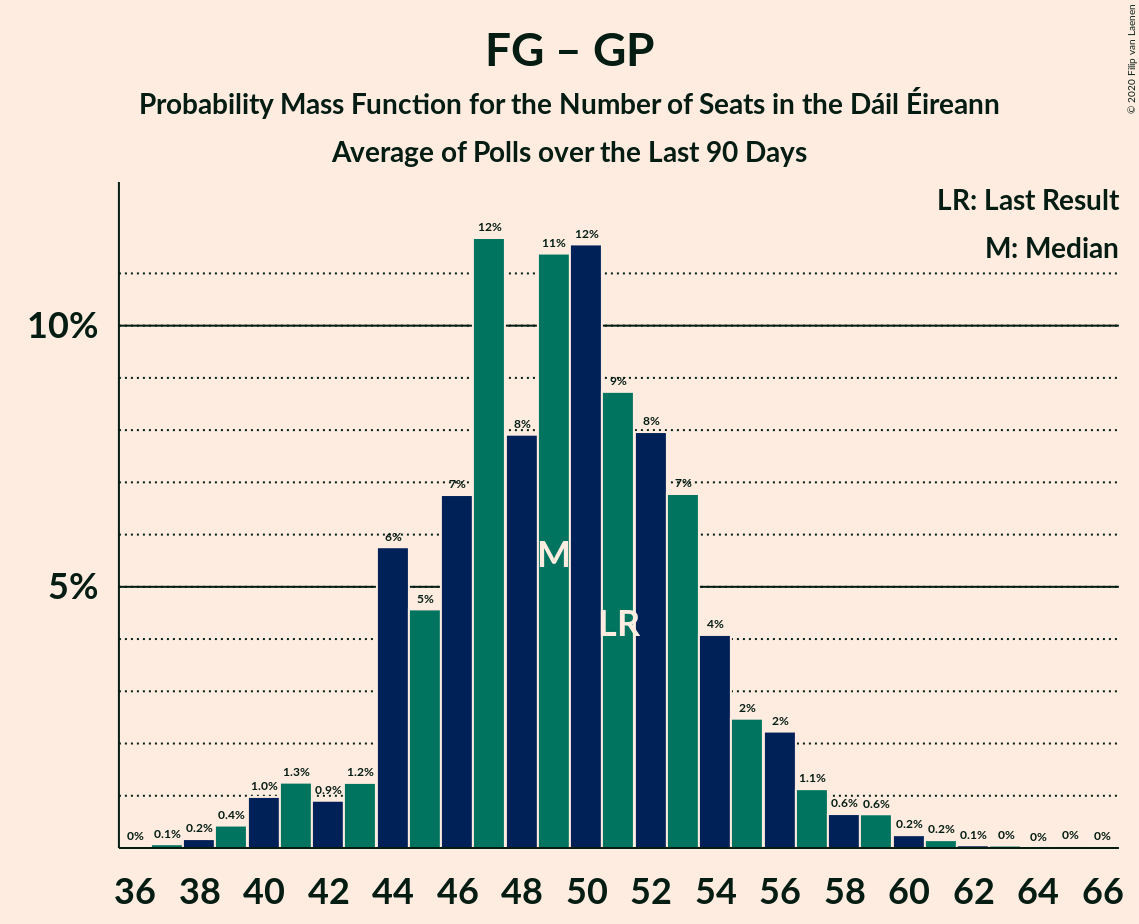 FG – GP
Probability Mass Function for the Number of Seats in the Dáil Éireann
Average of Polls over the Last 90 Days
© 2020 Filip van Laenen
LR: Last Result
M: Median
10%
5%
0% 0.1% 0.2% 0.4% 1.0% 1.3% 0.9% 1.2% 6% 5% 7% 12% 8% 11% 12% 9% 8% 7% 4% 2% 2% 1.1% 0.6% 0.6% 0.2% 0.2% 0.1% 0% 0% 0% 0%
M
LR
36 38 40 42 44 46 48 50 52 54 56 58 60 62 64 66